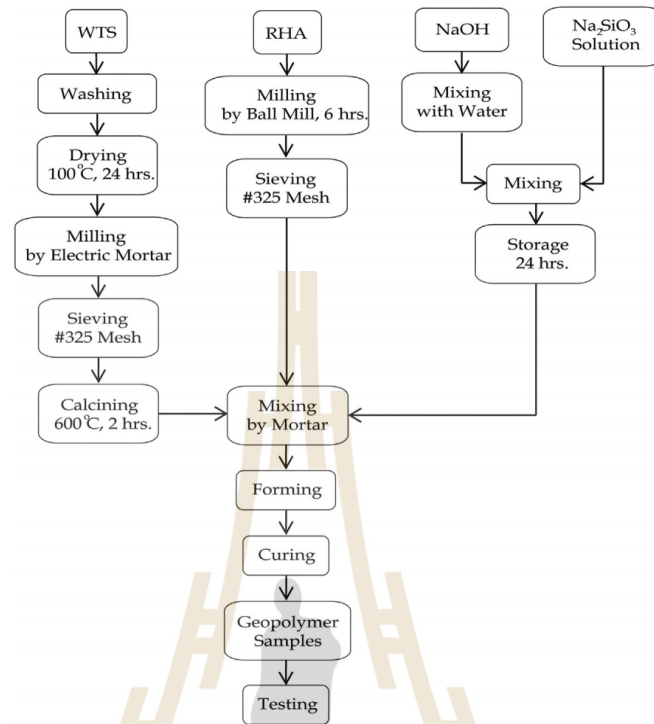 WTS
Washing
Drying
100°C, 24 hrs.
Milling
by Electric Mortar
Sieving
#325 Mesh
Calcining
600°C, 2 hrs.
RHA
Milling
by Ball Mill, 6 hrs.
Sieving
#325 Mesh
NaOH
Mixing
with Water
Na₂SiO₃
Solution
Mixing
Storage
24 hrs.
Mixing
by Mortar
Forming
Curing
Geopolymer
Samples
Testing